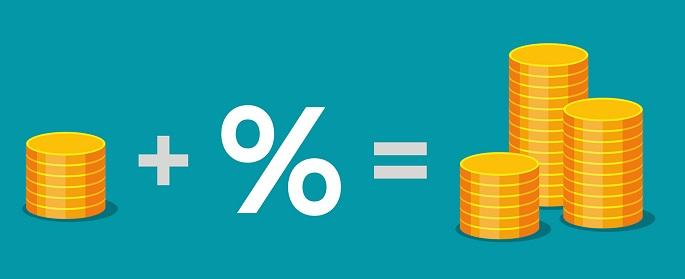 + % =